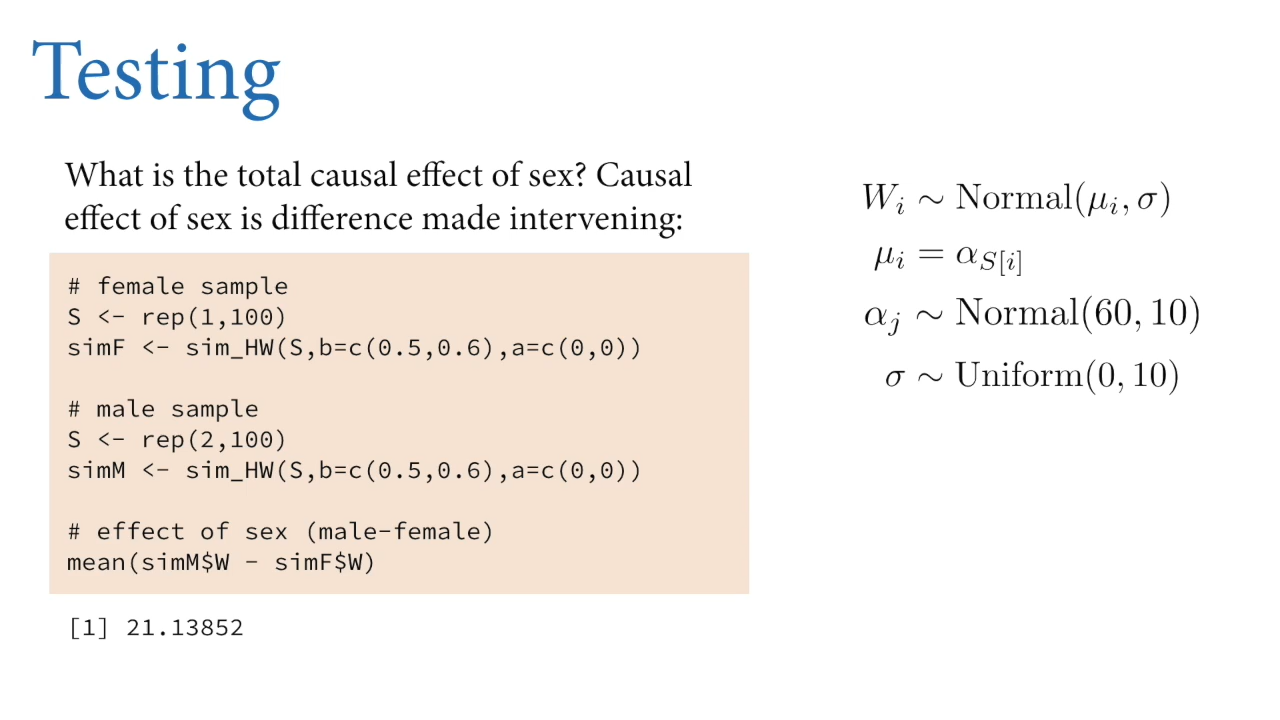 Testing
What is the total causal effect of sex? Causal
effect of sex is difference made intervening:
# female sample
S <- rep(1,100)
simF <- sim_HW(S,b=c(0.5,0.6),a=c(0,0))
# male sample
S <- rep(2,100)
simM <- sim_HW(S,b=c(0.5,0.6),a=c(0,0))
# effect of sex (male-female)
mean(simM$W - simF$W)
[1] 21.13852
W_i ∼ Normal(μ_i, σ)
μ_i = α_{S[i]}
α_j ∼ Normal(60, 10)
σ ∼ Uniform(0, 10)